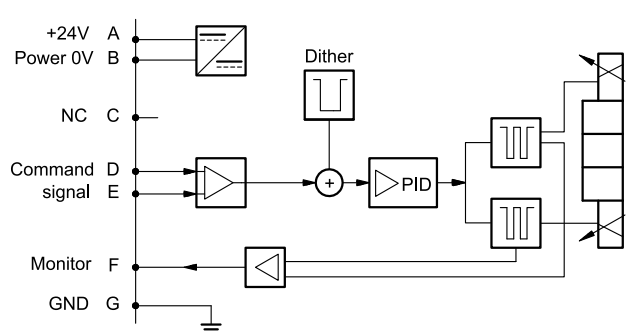 +24V A
Power 0V B
Dither
NC C
Command D
signal E
+
PID
Monitor F
GND G